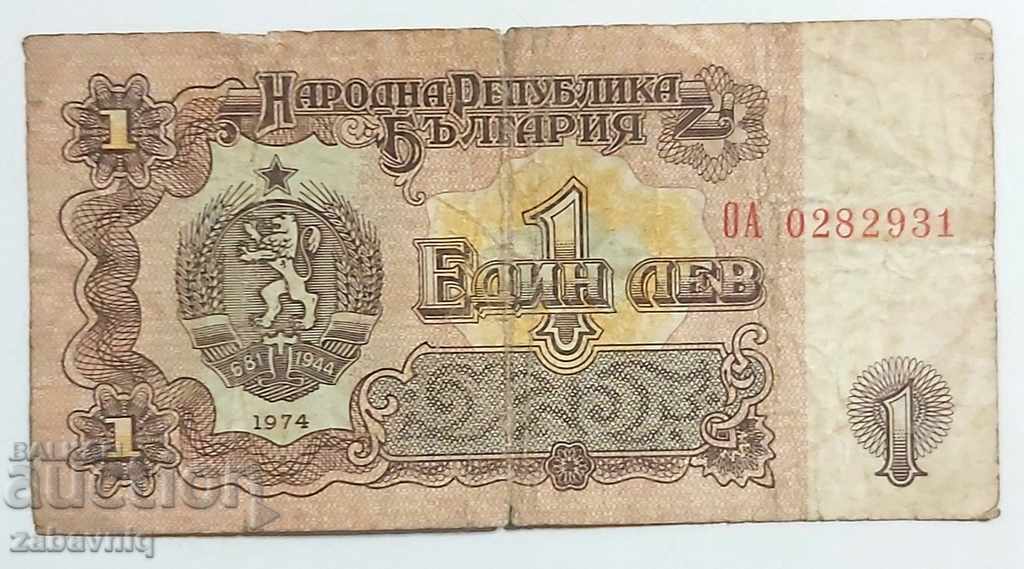 НАРОДНА РЕПУБЛИКА
БЪЛГАРИЯ
1
1
ОА 0282931
ЕДИН ЛЕВ
681 1944
1974
1
1
BALKAN
auction
zabavniq